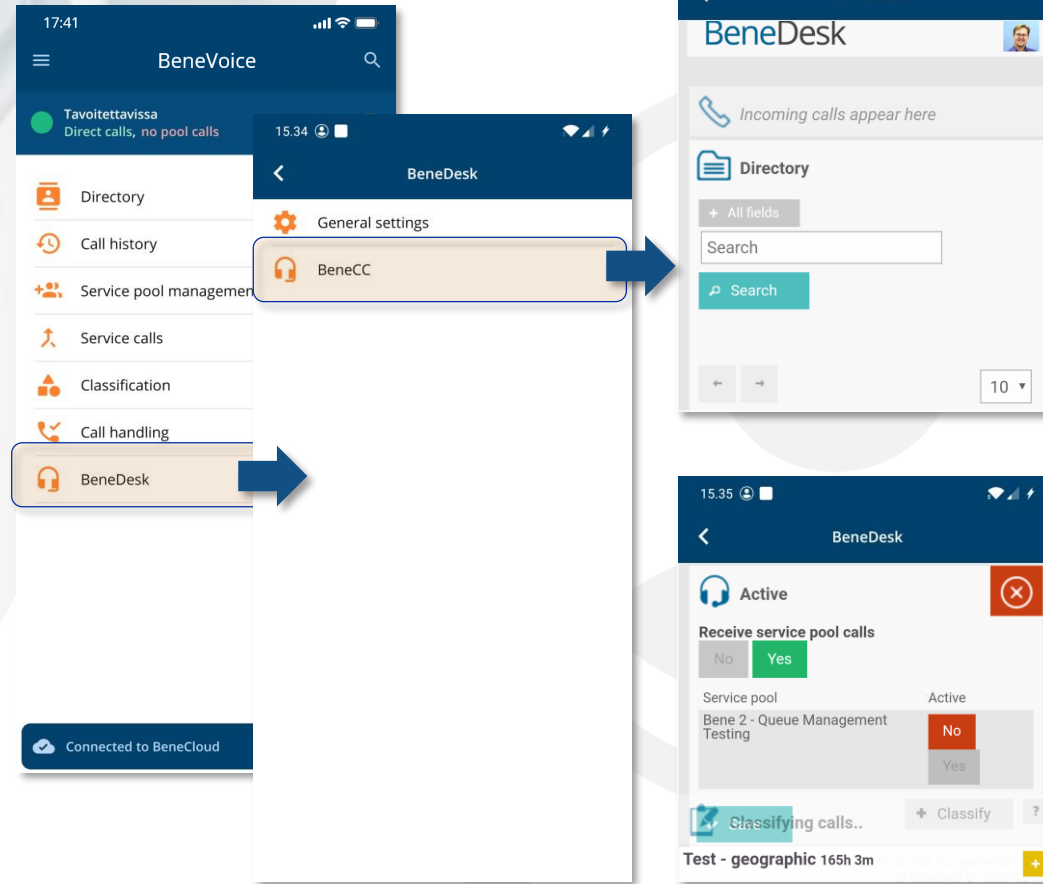 17:41
BeneVoice
Tavoitettavissa
Direct calls, no pool calls
Directory
Call history
Service pool managemen
Service calls
Classification
Call handling
BeneDesk
Connected to BeneCloud
15.34
BeneDesk
General settings
BeneCC
BeneDesk
Incoming calls appear here
Directory
+ All fields
Search
Search
← →
10
15.35
BeneDesk
Active
Receive service pool calls
No Yes
Service pool Active
Bene 2 - Queue Management
Testing
No
Yes
Classifying calls..
+ Classify ?
Test - geographic 165h 3m
+